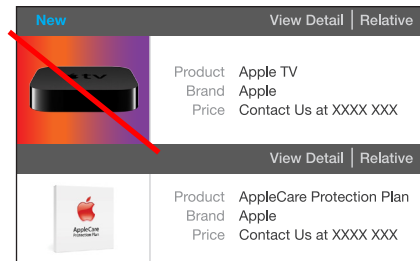 New View Detail | Relative
tv
Product Apple TV
Brand Apple
Price Contact Us at XXXX XXX
View Detail | Relative
Product AppleCare Protection Plan
Brand Apple
Price Contact Us at XXXX XXX
AppleCare
Protection Plan